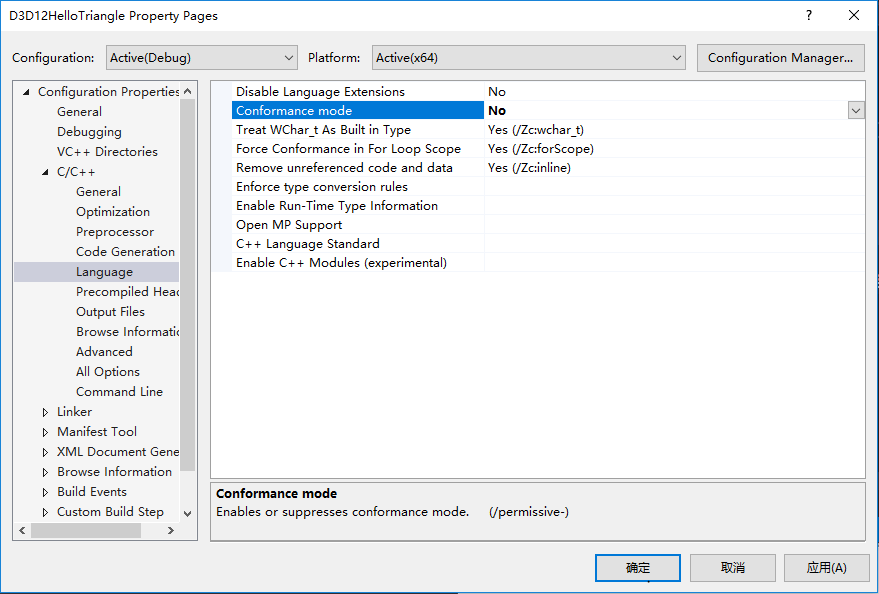 D3D12HelloTriangle Property Pages
Configuration: Active(Debug) Platform: Active(x64) Configuration Manager...
Configuration Properties
General
Debugging
VC++ Directories
C/C++
General
Optimization
Preprocessor
Code Generation
Language
Precompiled Head
Output Files
Browse Informatic
Advanced
All Options
Command Line
Linker
Manifest Tool
XML Document Gene
Browse Information
Build Events
Custom Build Step
Disable Language Extensions No
Conformance mode No
Treat WChar_t As Built in Type Yes (/Zc:wchar_t)
Force Conformance in For Loop Scope Yes (/Zc:forScope)
Remove unreferenced code and data Yes (/Zc:inline)
Enforce type conversion rules
Enable Run-Time Type Information
Open MP Support
C++ Language Standard
Enable C++ Modules (experimental)
Conformance mode
Enables or suppresses conformance mode. (/permissive-)
确定 取消 应用(A)